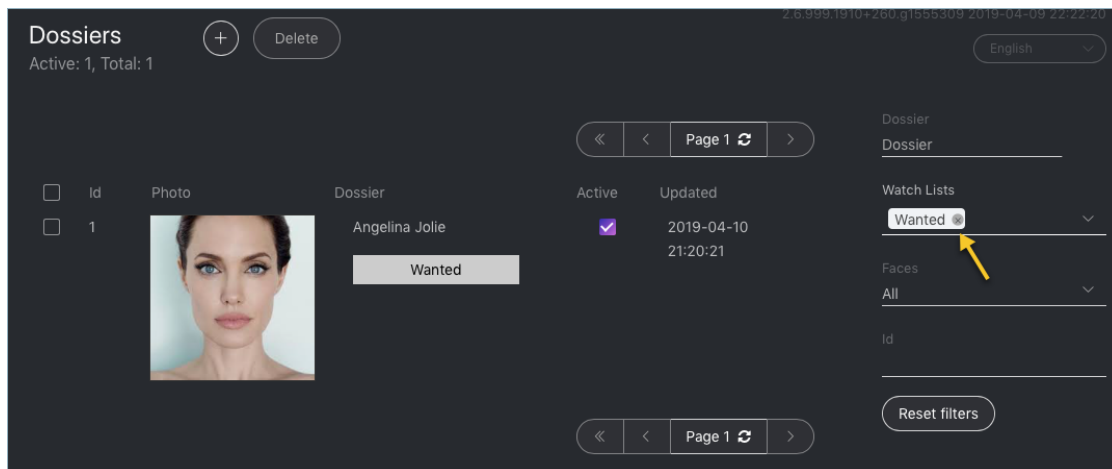 2.6.999.1910+260.g1555309 2019-04-09 22:22:20
Dossiers
+
Delete
English
Active: 1, Total: 1
Dossier
Page 1
Dossier
Id
Photo
Dossier
Active
Updated
Watch Lists
1
Angelina Jolie
2019-04-10
21:20:21
Wanted
Wanted
Faces
All
Id
Reset filters
Page 1